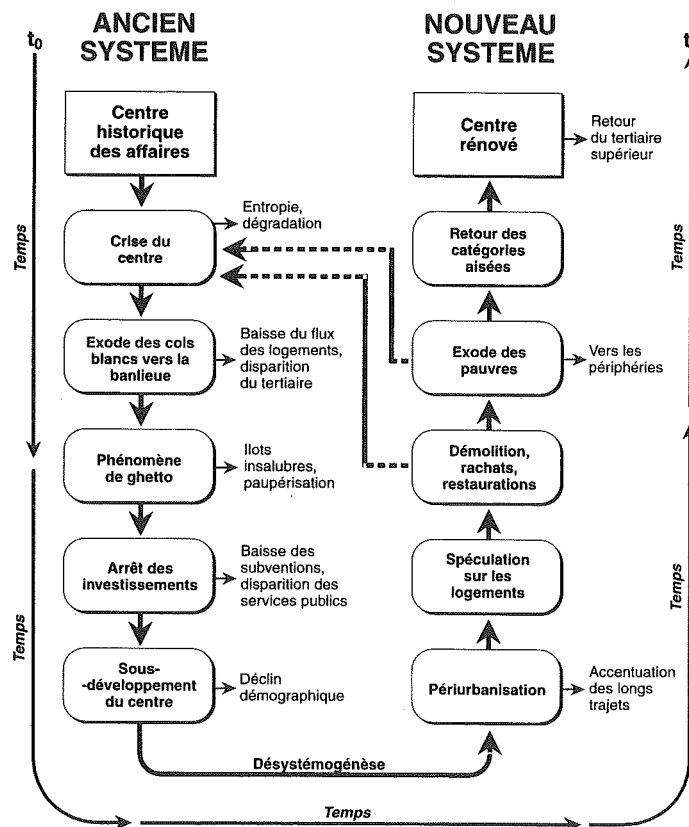 ANCIEN
SYSTEME
NOUVEAU
SYSTEME
t0
t
Centre
historique
des affaires
Centre
rénové
Retour
du tertiaire
supérieur
Temps
Entropie,
dégradation
Crise du
centre
Retour des
catégories
aisées
Temps
Exode des cols
blancs vers la
banlieue
Baisse du flux
des logements,
disparition
du tertiaire
Exode des
pauvres
Vers les
périphéries
Phénomène
de ghetto
Ilots
insalubres,
paupérisation
Démolition,
rachats,
restaurations
Arrêt des
investissements
Baisse des
subventions,
disparition des
services publics
Spéculation
sur les
logements
Temps
Temps
Sous-
-développement
du centre
Déclin
démographique
Périurbanisation
Accentuation
des longs
trajets
Désystémogénèse
Temps